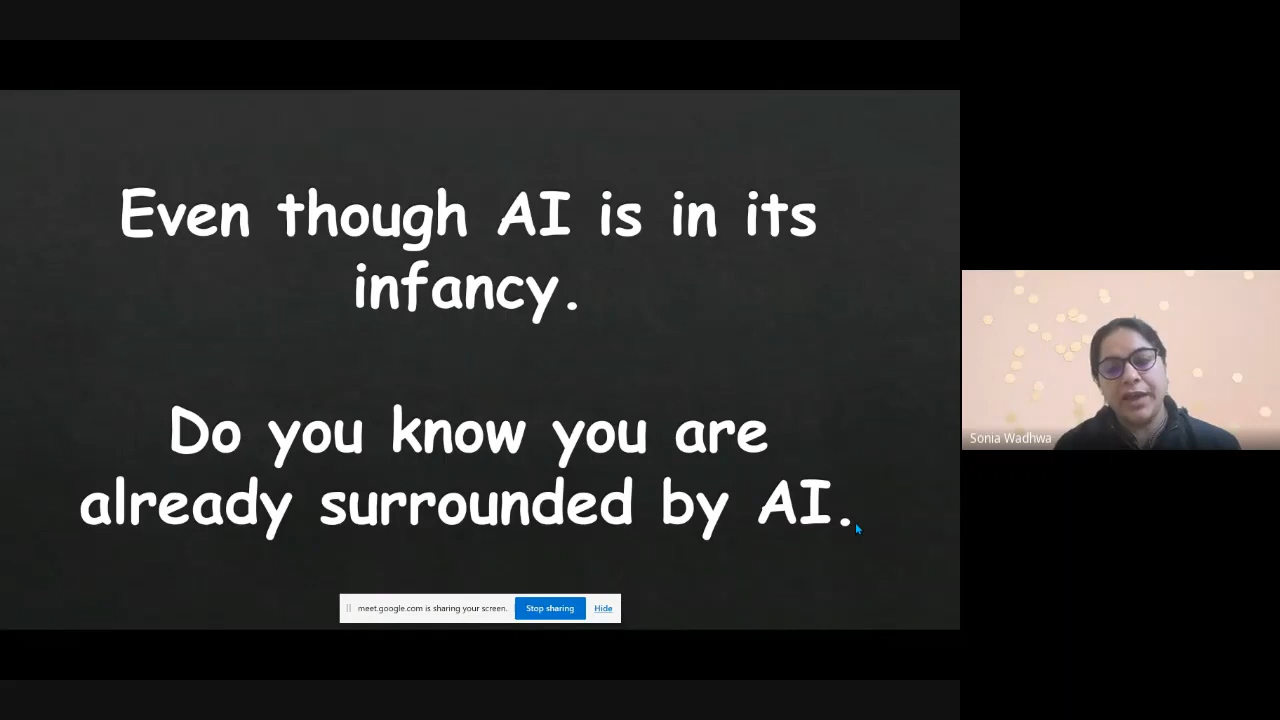 Even though AI is in its
infancy.
Do you know you are
already surrounded by AI.
meet.google.com is sharing your screen.
Stop sharing
Hide
Sonia Wadhwa